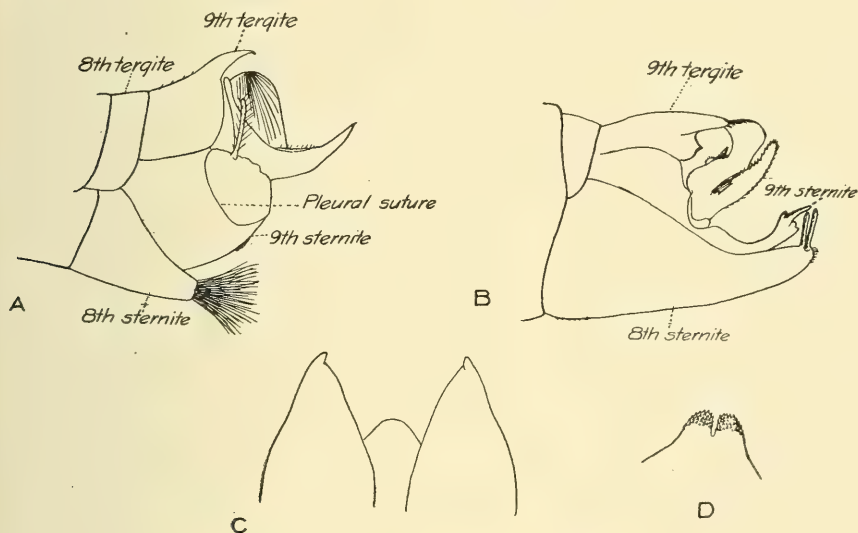 9th tergite
8th tergite
Pleural suture
9th sternite
8th sternite
A
9th tergite
9th sternite
8th sternite
B
C
D